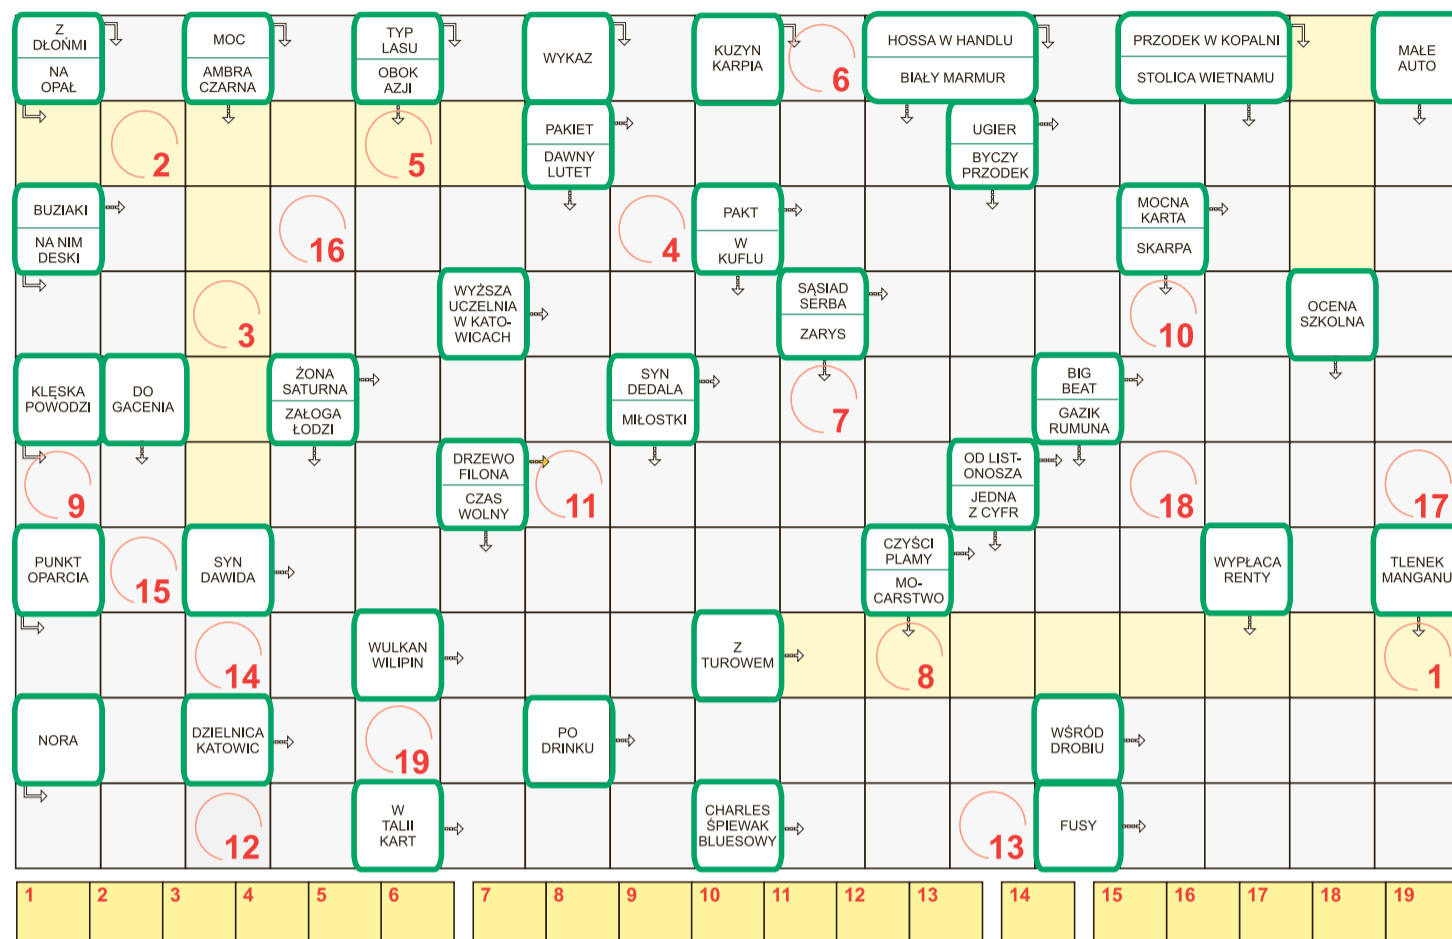 Z
DŁOŃMI
NA
OPAŁ
MOC
AMBRA
CZARNA
TYP
LASU
OBOK
AZJI
WYKAZ
KUZYN
KARPIA
6
HOSSA W HANDLU
BIAŁY MARMUR
PRZODEK W KOPALNI
STOLICA WIETNAMU
MAŁE
AUTO
2
5
PAKIET
DAWNY
LUTET
UGIER
BYCZY
PRZODEK
BUZIAKI
NA NIM
DESKI
16
4
PAKT
W
KUFLU
MOCNA
KARTA
SKARPA
3
WYŻSZA
UCZELNIA
W KATO-
WICACH
SĄSIAD
SERBA
ZARYS
10
OCENA
SZKOLNA
KLĘSKA
POWODZI
DO
GACENIA
ŻONA
SATURNA
ZAŁOGA
ŁODZI
SYN
DEDALA
MIŁOSTKI
7
BIG
BEAT
GAZIK
RUMUNA
9
DRZEWO
FILONA
CZAS
WOLNY
11
OD LIST-
ONOSZA
JEDNA
Z CYFR
18
17
PUNKT
OPARCIA
15
SYN
DAWIDA
CZYŚCI
PLAMY
MO-
CARSTWO
WYPŁACA
RENTY
TLENEK
MANGANU
14
WULKAN
WILIPIN
Z
TUROWEM
8
1
NORA
DZIELNICA
KATOWIC
19
PO
DRINKU
WŚRÓD
DROBIU
12
W
TALII
KART
CHARLES
ŚPIEWAK
BLUESOWY
13
FUSY
1 2 3 4 5 6 7 8 9 10 11 12 13 14 15 16 17 18 19